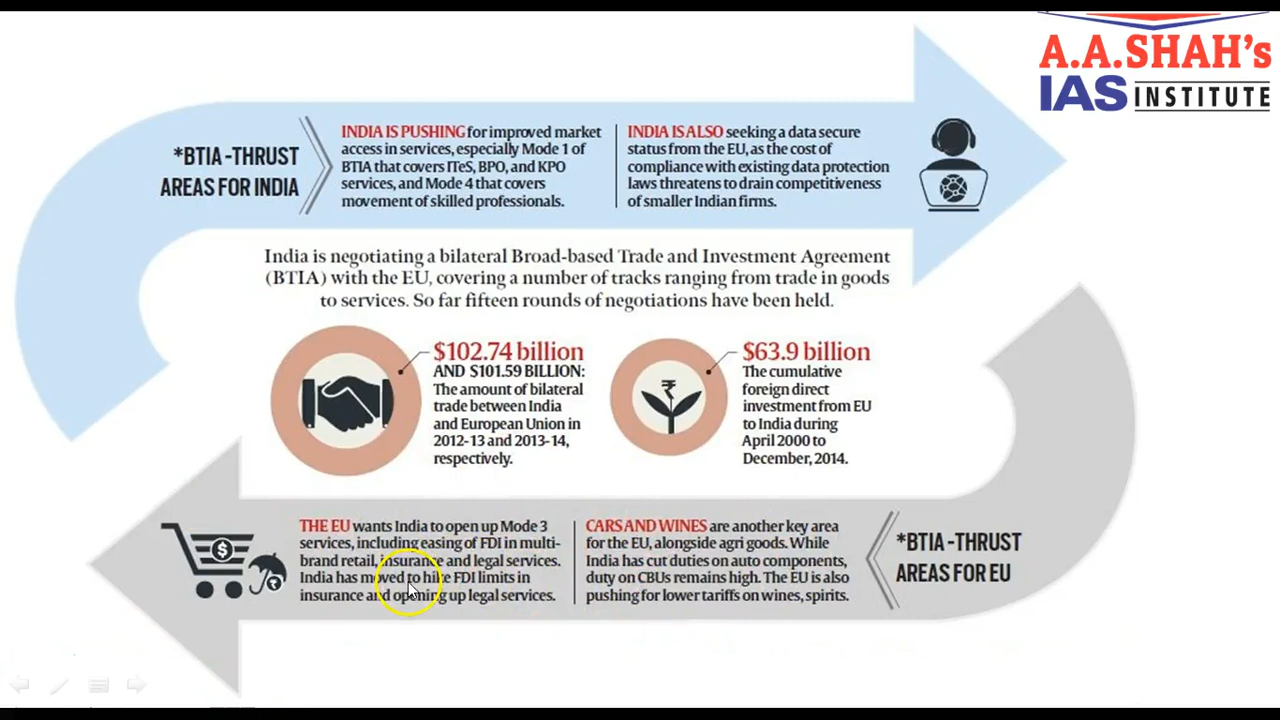 A.A.SHAH's
IAS INSTITUTE
*BTIA -THRUST
AREAS FOR INDIA
INDIA IS PUSHING for improved market
access in services, especially Mode 1 of
BTIA that covers ITeS, BPO, and KPO
services, and Mode 4 that covers
movement of skilled professionals.
INDIA IS ALSO seeking a data secure
status from the EU, as the cost of
compliance with existing data protection
laws threatens to drain competitiveness
of smaller Indian firms.
India is negotiating a bilateral Broad-based Trade and Investment Agreement
(BTIA) with the EU, covering a number of tracks ranging from trade in goods
to services. So far fifteen rounds of negotiations have been held.
$102.74 billion
AND $101.59 BILLION:
The amount of bilateral
trade between India
and European Union in
2012-13 and 2013-14,
respectively.
₹
$63.9 billion
The cumulative
foreign direct
investment from EU
to India during
April 2000 to
December, 2014.
$
₹
THE EU wants India to open up Mode 3
services, including easing of FDI in multi-
brand retail, insurance and legal services.
India has moved to hike FDI limits in
insurance and opening up legal services.
CARS AND WINES are another key area
for the EU, alongside agri goods. While
India has cut duties on auto components,
duty on CBUs remains high. The EU is also
pushing for lower tariffs on wines, spirits.
*BTIA -THRUST
AREAS FOR EU